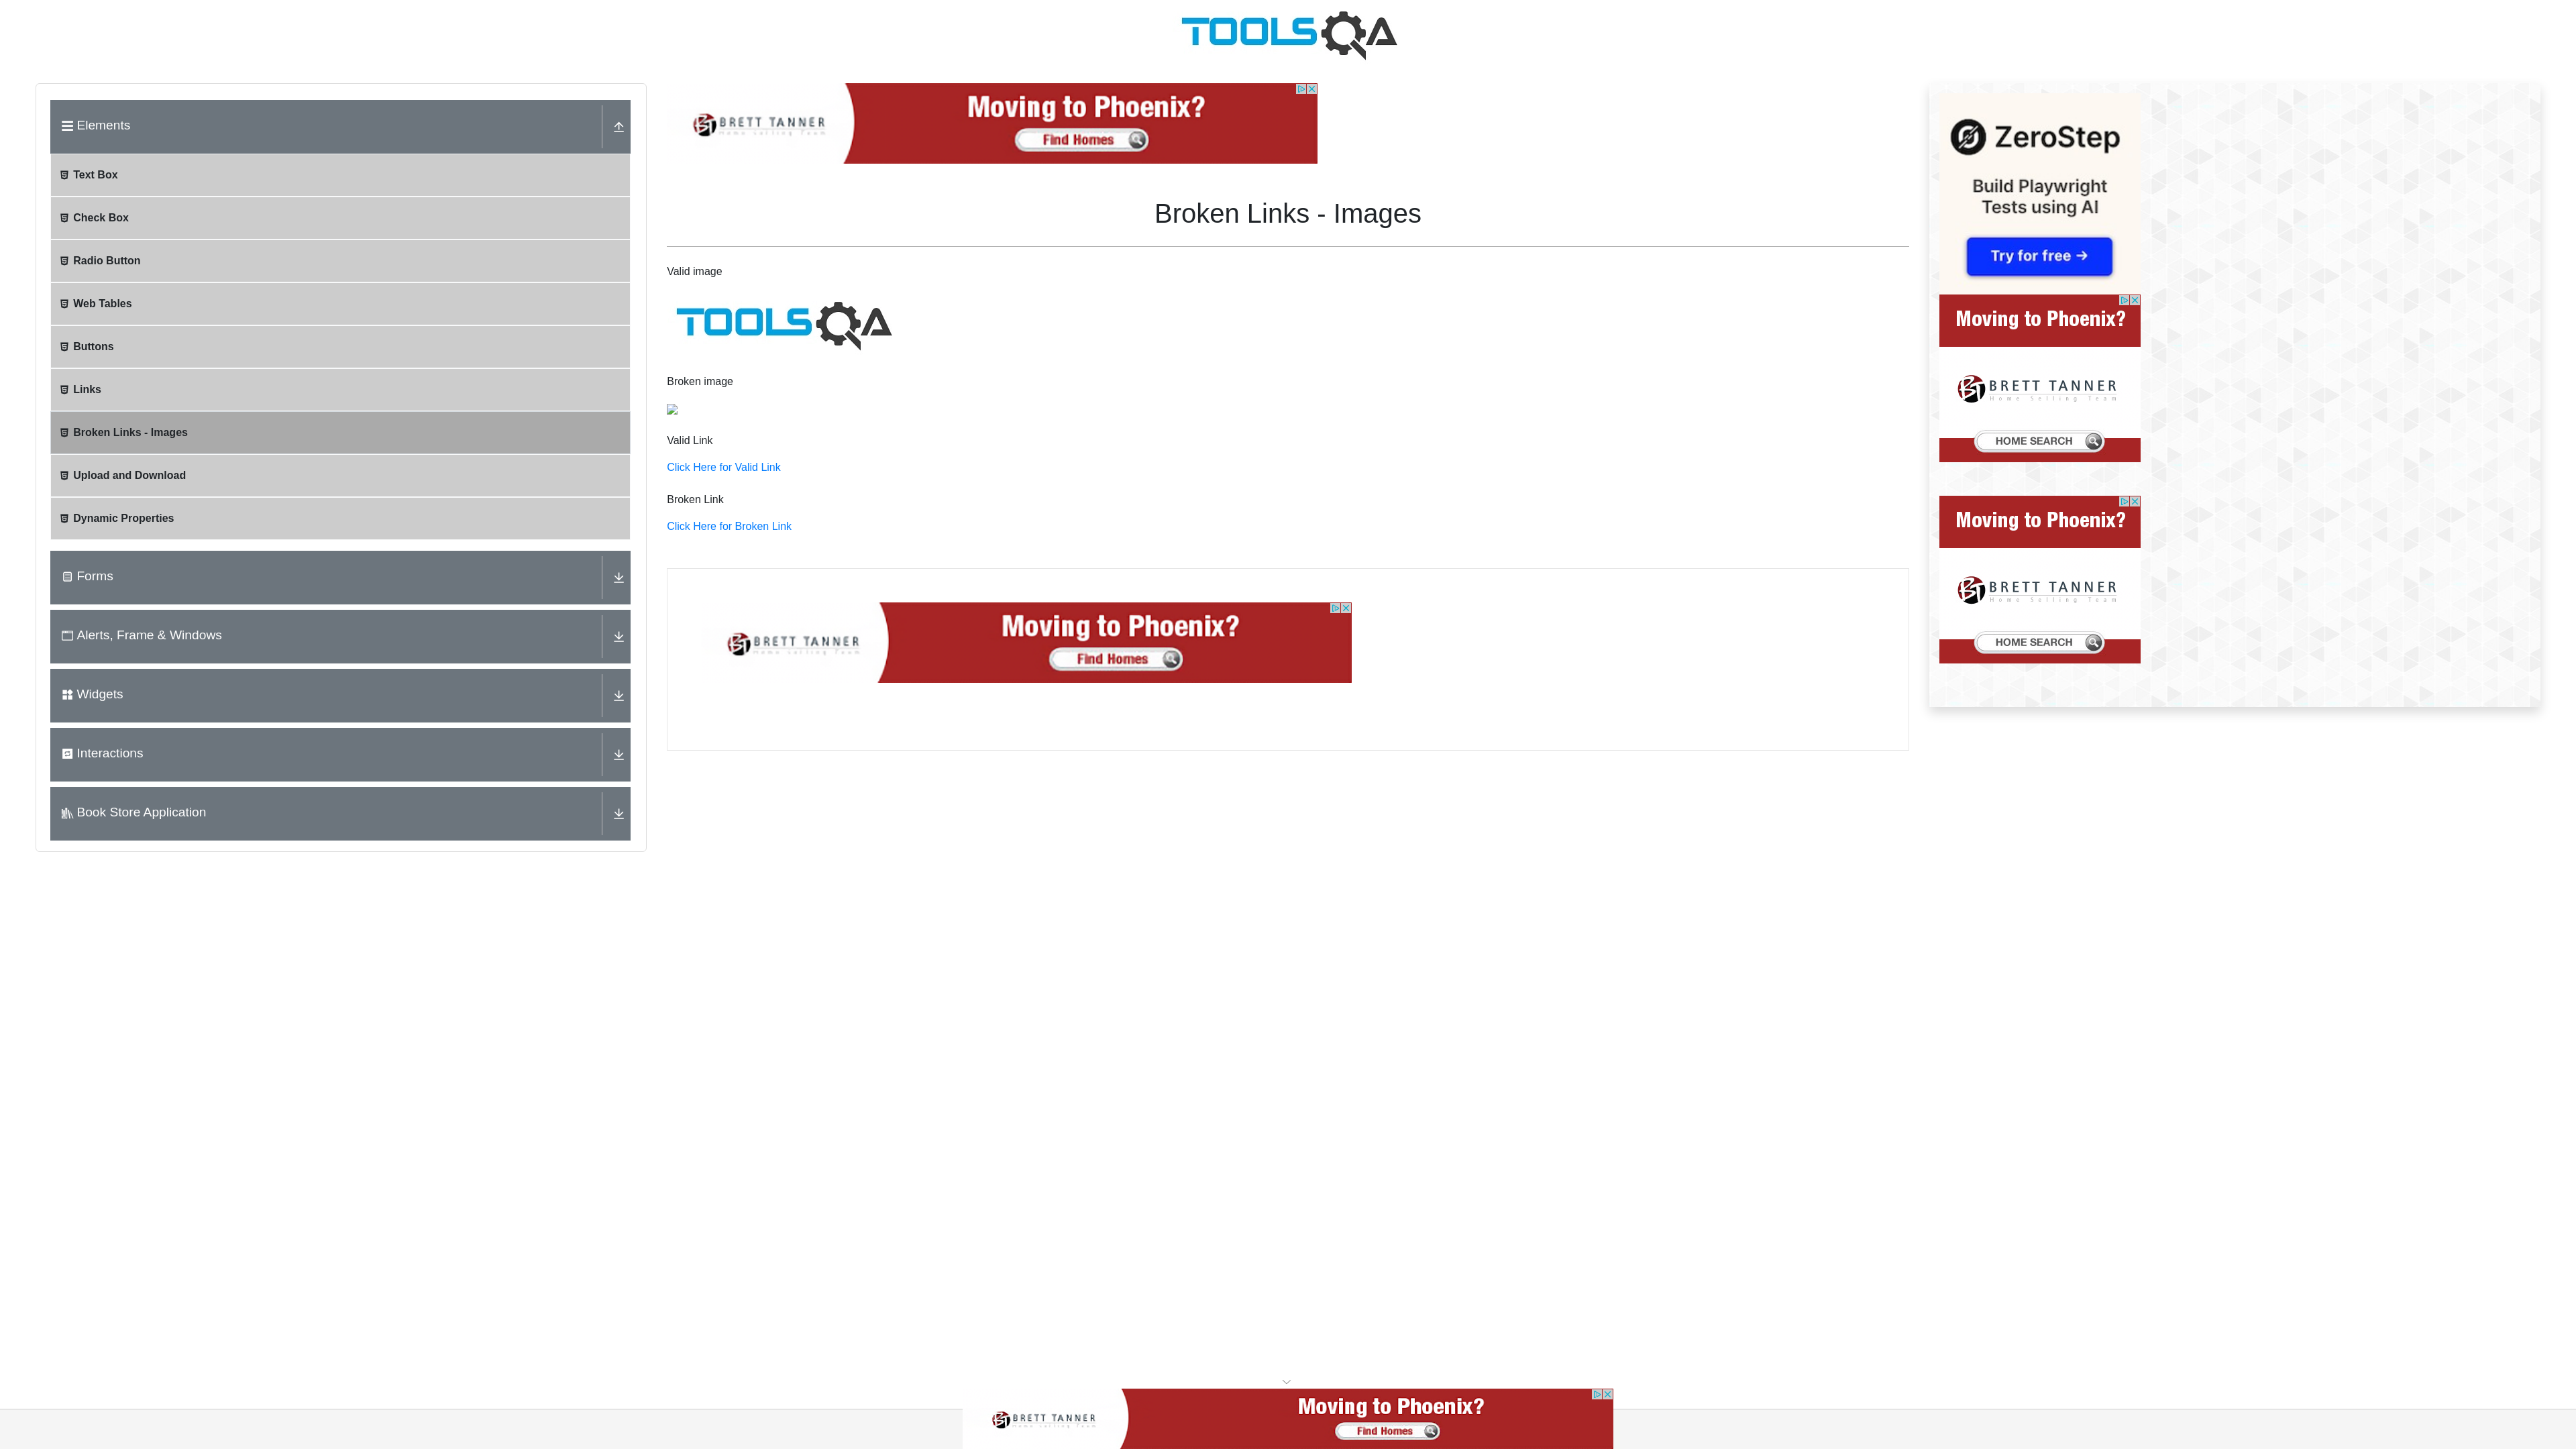 TOOLSQA
Elements
Text Box
Check Box
Radio Button
Web Tables
Buttons
Links
Broken Links - Images
Upload and Download
Dynamic Properties
Forms
Alerts, Frame & Windows
Widgets
Interactions
Book Store Application
BRETT TANNER
Home Selling Team
Moving to Phoenix?
Find Homes
Broken Links - Images
Valid image
TOOLSQA
Broken image
Valid Link
Click Here for Valid Link
Broken Link
Click Here for Broken Link
BRETT TANNER
Home Selling Team
Moving to Phoenix?
Find Homes
ZeroStep
Build Playwright
Tests using AI
Try for free →
Moving to Phoenix?
BRETT TANNER
Home Selling Team
HOME SEARCH
Moving to Phoenix?
BRETT TANNER
Home Selling Team
HOME SEARCH
BRETT TANNER
Home Selling Team
Moving to Phoenix?
Find Homes